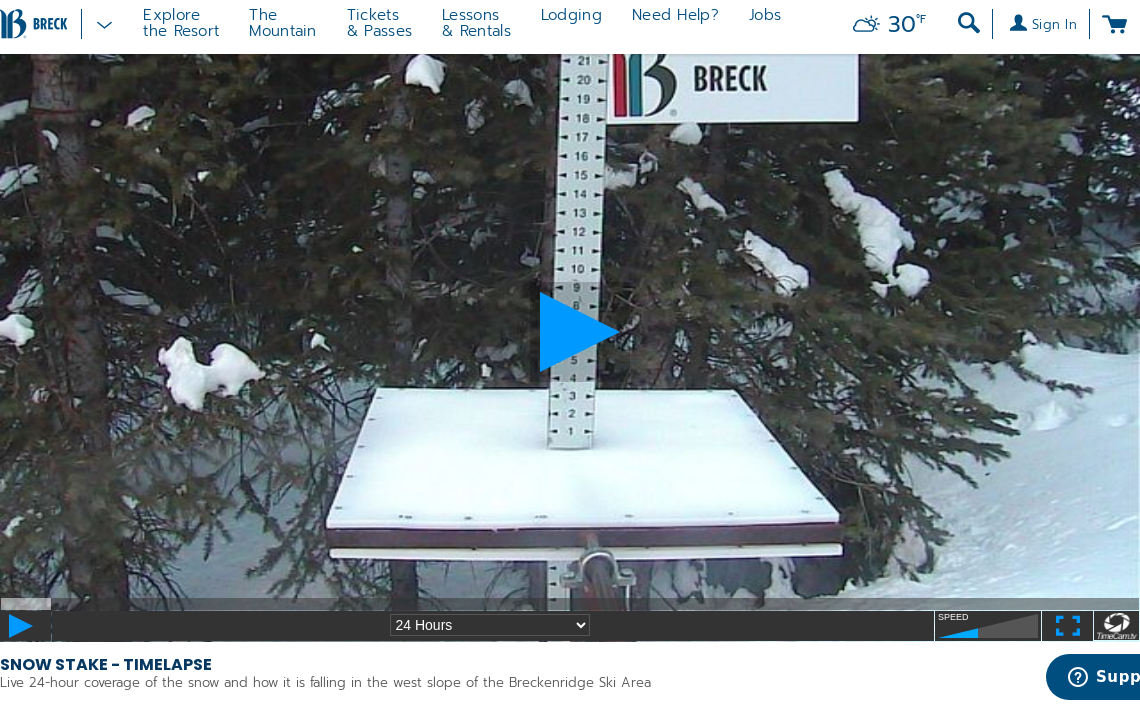 B BRECK
Explore
the Resort
The
Mountain
Tickets
& Passes
Lessons
& Rentals
Lodging
Need Help?
Jobs
30°F
Sign In
B® BRECK
21
20
19
18
17
16
15
14
13
12
11
10
9
8
5
4
3
2
1
24 Hours
SPEED
TimeCam.tv
SNOW STAKE - TIMELAPSE
Live 24-hour coverage of the snow and how it is falling in the west slope of the Breckenridge Ski Area
Supp